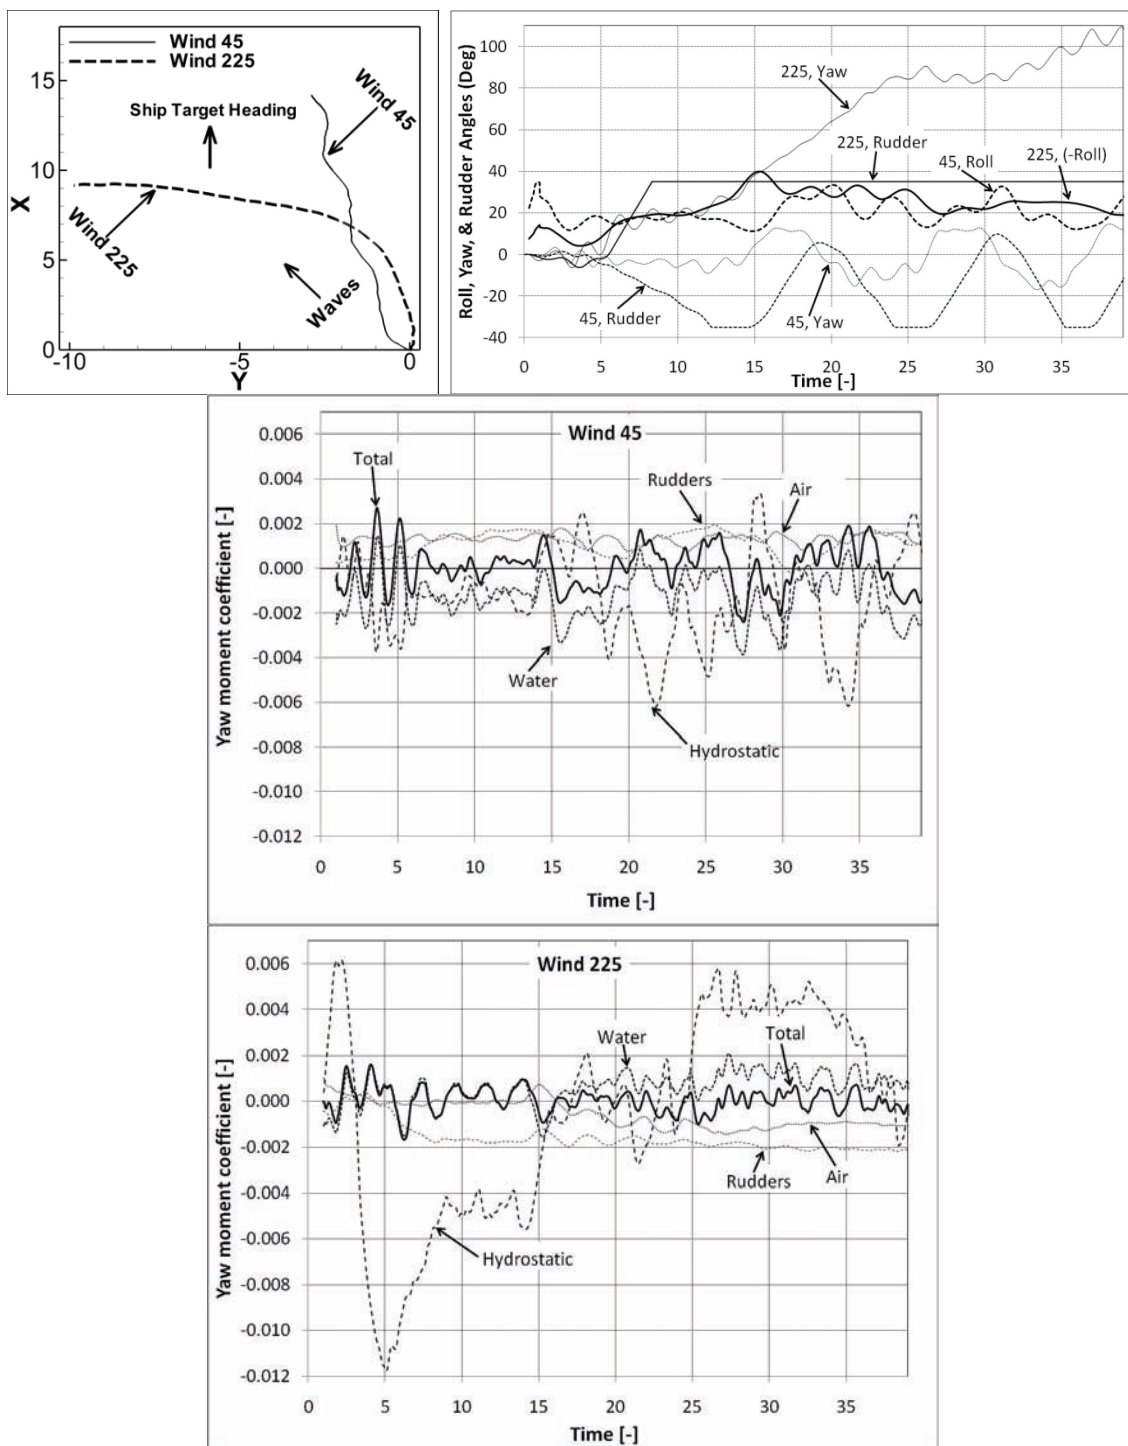 Wind 45
Wind 225
Ship Target Heading
Wind 45
Wind 225
Waves
X
15
10
5
0
-10
-5
0
Y
Roll, Yaw, & Rudder Angles (Deg)
100
80
60
40
20
0
-20
-40
225, Yaw
225, Rudder
45, Roll
225, (-Roll)
45, Rudder
45, Yaw
0 5 10 15 20 25 30 35
Time [-]
Wind 45
Yaw moment coefficient [-]
0.006
0.004
0.002
0.000
-0.002
-0.004
-0.006
-0.008
-0.010
-0.012
Total
Rudders
Air
Water
Hydrostatic
0 5 10 15 20 25 30 35
Time [-]
Wind 225
Yaw moment coefficient [-]
0.006
0.004
0.002
0.000
-0.002
-0.004
-0.006
-0.008
-0.010
-0.012
Water
Total
Rudders
Air
Hydrostatic
0 5 10 15 20 25 30 35
Time [-]